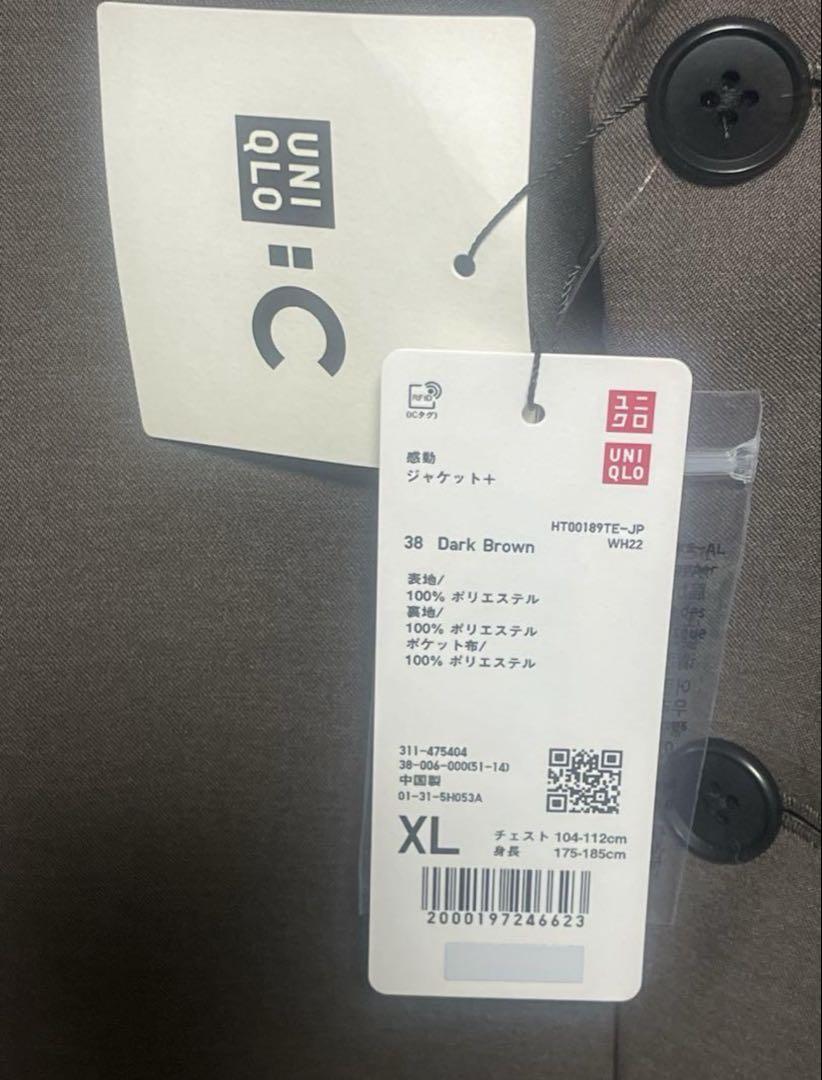 UNI
QLO
: C
RFID
(ICタグ)
ユニ
クロ
UNI
QLO
感動
ジャケット+
HT00189TE-JP
38 Dark Brown
WH22
表地/
100% ポリエステル
裏地/
100% ポリエステル
ポケット布/
100% ポリエステル
311-475404
38-006-000(51-14)
中国製
01-31-5H053A
XL
チェスト 104-112cm
身長 175-185cm
2000197246623